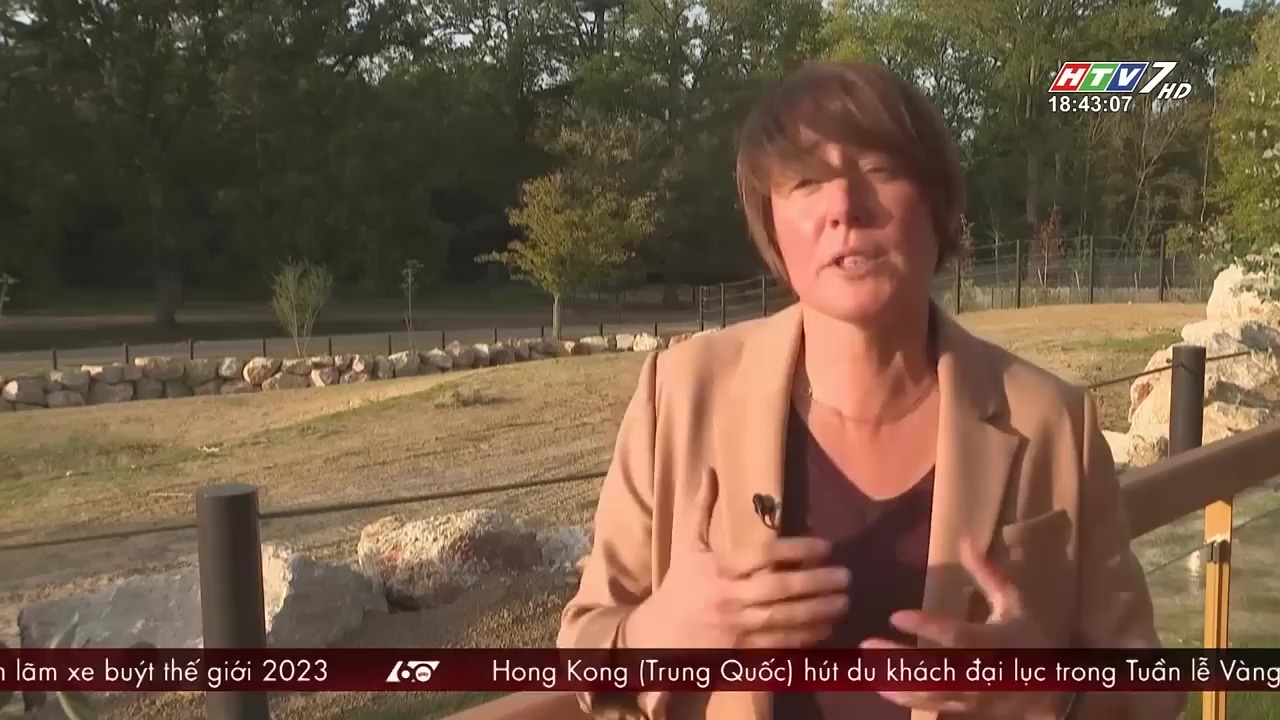 HTV7 HD
18:43:07
lãm xe buýt thế giới 2023 60 Hong Kong (Trung Quốc) hút du khách đại lục trong Tuần lễ Vàng